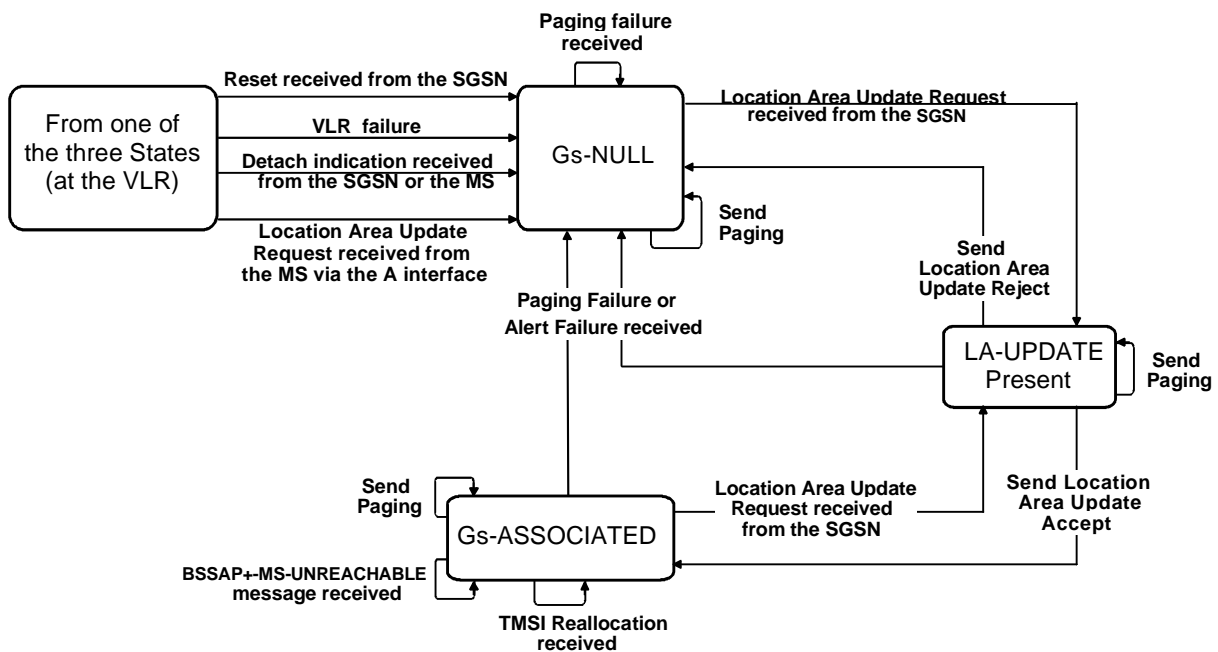 Paging failure
received
Reset received from the SGSN
VLR failure
Detach indication received
from the SGSN or the MS
Location Area Update
Request received from
the MS via the A interface
From one of
the three States
(at the VLR)
Gs-NULL
Location Area Update Request
received from the SGSN
Send
Paging
Send
Location Area
Update Reject
Paging Failure or
Alert Failure received
LA-UPDATE
Present
Send
Paging
Send
Paging
Gs-ASSOCIATED
Location Area Update
Request received
from the SGSN
Send Location
Area Update
Accept
BSSAP+-MS-UNREACHABLE
message received
TMSI Reallocation
received